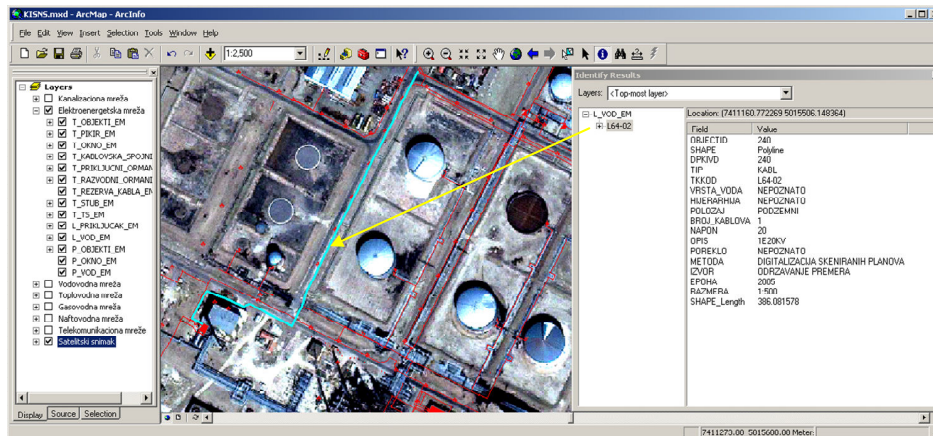 KISNS.mxd - ArcMap - ArcInfo
File Edit View Insert Selection Tools Window Help
1:2,500
Layers
Kanalizaciona mreža
Elektroenergetska mreža
T_OBJEKTI_EM
T_PIKIR_EM
T_OKNO_EM
T_KABLOVSKA_SPOJNI
T_PRIKLJUCNI_ORMAN
T_RAZVODNI_ORMANI
T_REZERVA_KABLA_EN
T_STUB_EM
T_TS_EM
L_PRIKLJUCAK_EM
L_VOD_EM
P_OBJEKTI_EM
P_OKNO_EM
P_VOD_EM
Vodovodna mreža
Toplovodna mreža
Gasovodna mreža
Naftovodna mreža
Telekomunikaciona mreže
Satelitski snimak
Display Source Selection
Identify Results
Layers: <Top-most layer>
L_VOD_EM
L64-02
Location: (7411160.772269 5015506.148364)
Field Value
OBJECTID 240
SHAPE Polyline
DPKIVD 240
TIP KABL
TKKOD L64-02
VRSTA_VODA NEPOZNATO
HIJERARHIJA NEPOZNATO
POLOZAJ PODZEMNI
BROJ_KABLOVA 1
NAPON 20
OPIS 1E20KV
POREKLO NEPOZNATO
METODA DIGITALIZACIJA SKENIRANIH PLANOVA
IZVOR ODRZAVANJE PREMERA
EPOHA 2005
RAZMERA 1:500
SHAPE_Length 386.081578
7411273.00 5015600.00 Meter: